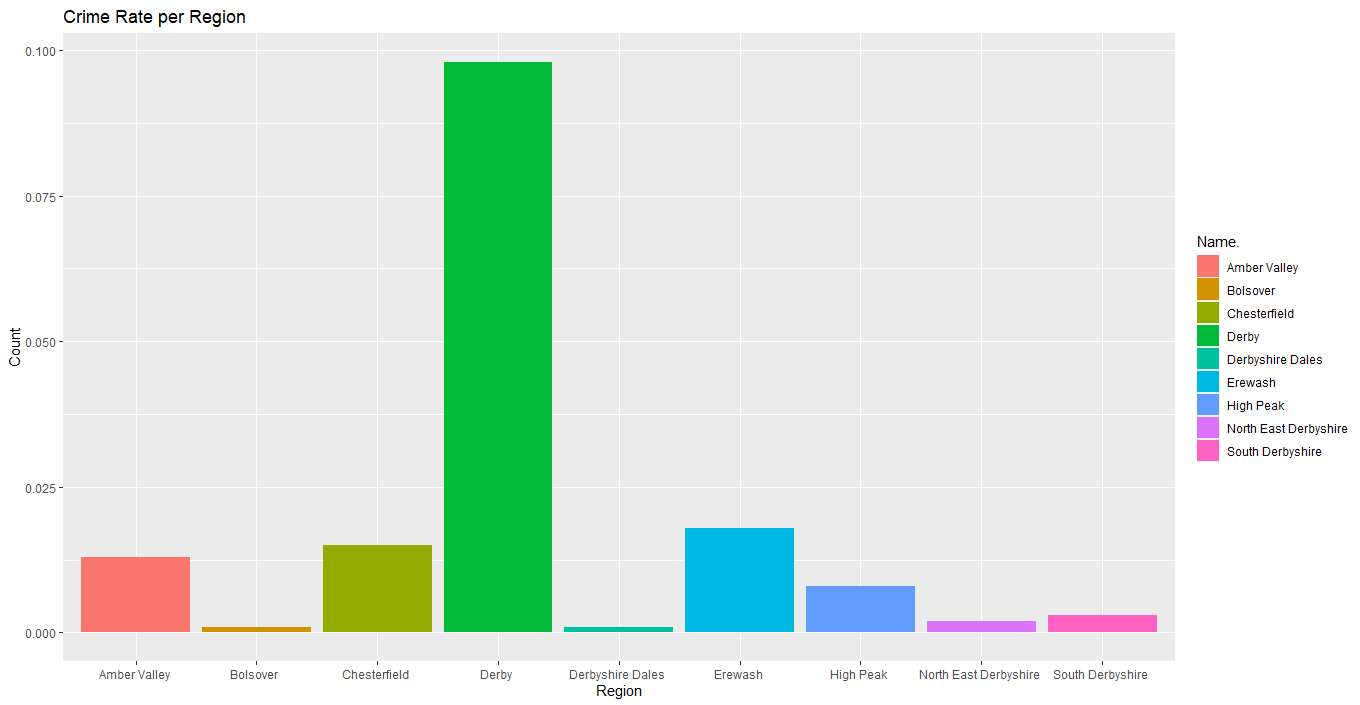 Crime Rate per Region
0.100
0.075
0.050
0.025
0.000
Count
Amber Valley Bolsover Chesterfield Derby Derbyshire Dales Erewash High Peak North East Derbyshire South Derbyshire
Region
Name.
Amber Valley
Bolsover
Chesterfield
Derby
Derbyshire Dales
Erewash
High Peak
North East Derbyshire
South Derbyshire